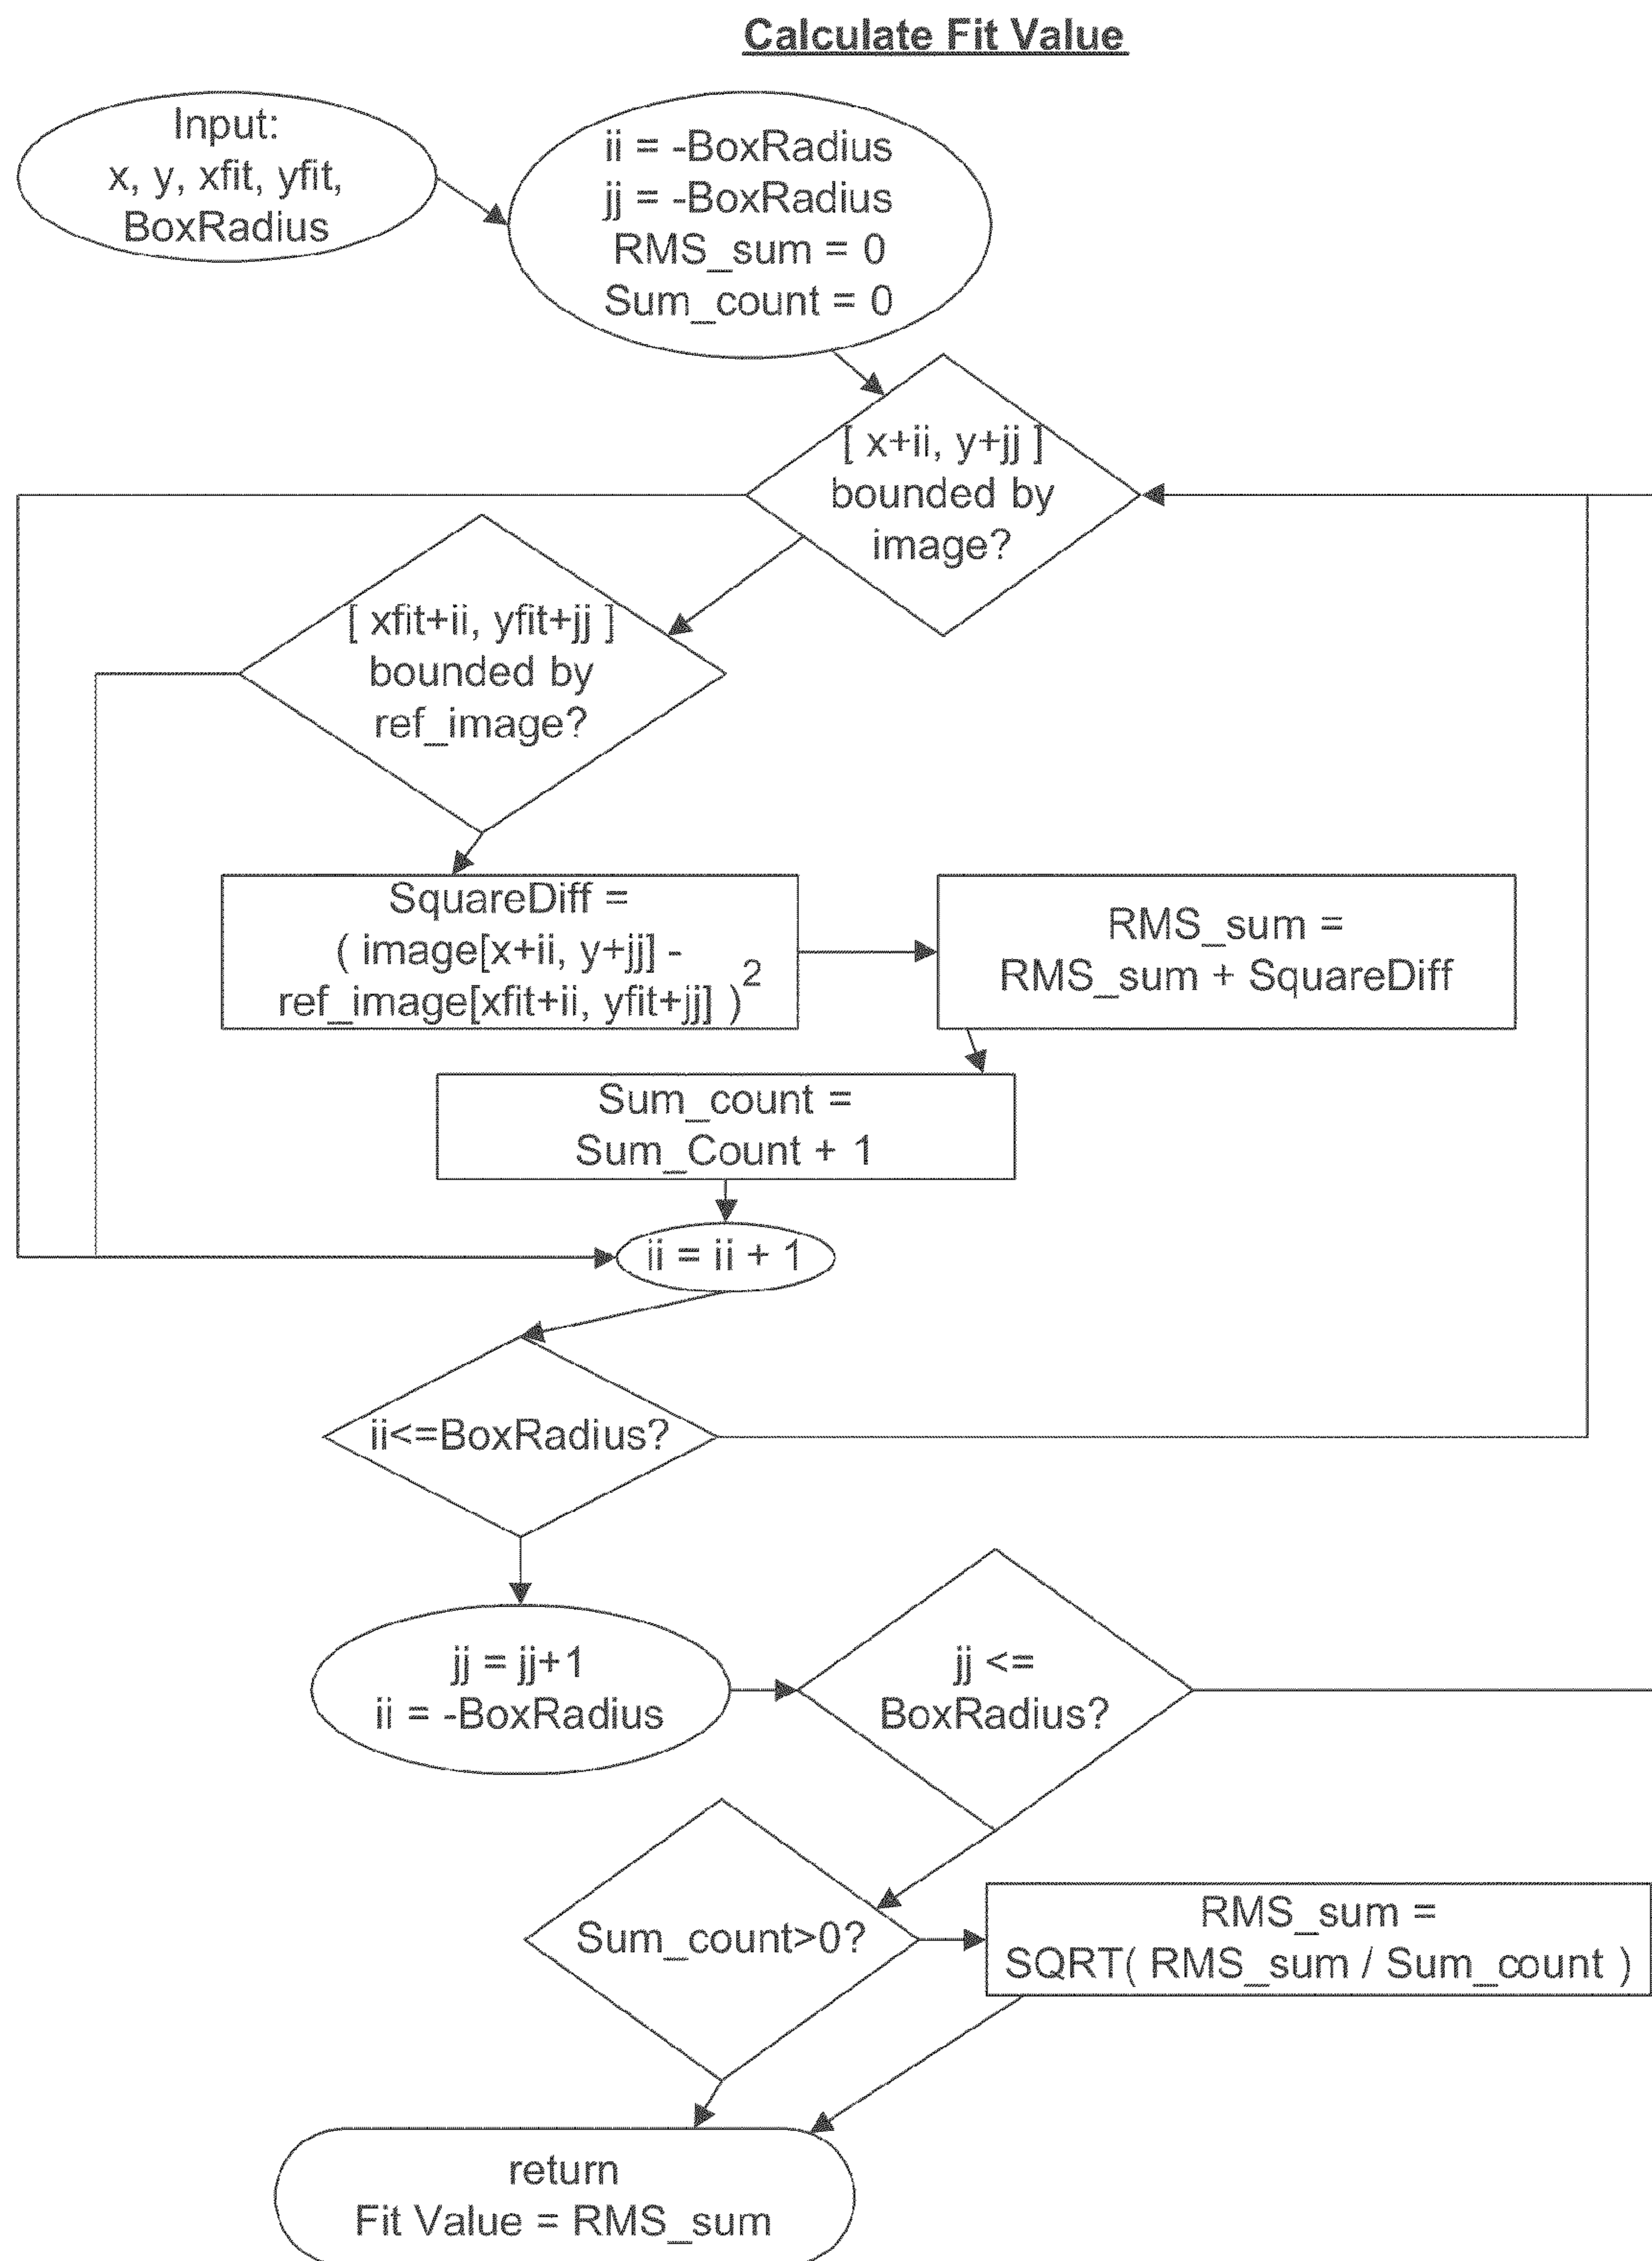 Calculate Fit Value
Input:
x, y, xfit, yfit,
BoxRadius
ii = -BoxRadius
jj = -BoxRadius
RMS_sum = 0
Sum_count = 0
[ x+ii, y+jj ]
bounded by
image?
[ xfit+ii, yfit+jj ]
bounded by
ref_image?
SquareDiff =
( image[x+ii, y+jj] -
ref_image[xfit+ii, yfit+jj] )2
RMS_sum =
RMS_sum + SquareDiff
Sum_count =
Sum_Count + 1
ii = ii + 1
ii<=BoxRadius?
jj = jj+1
ii = -BoxRadius
jj <=
BoxRadius?
Sum_count>0?
RMS_sum =
SQRT( RMS_sum / Sum_count )
return
Fit Value = RMS_sum